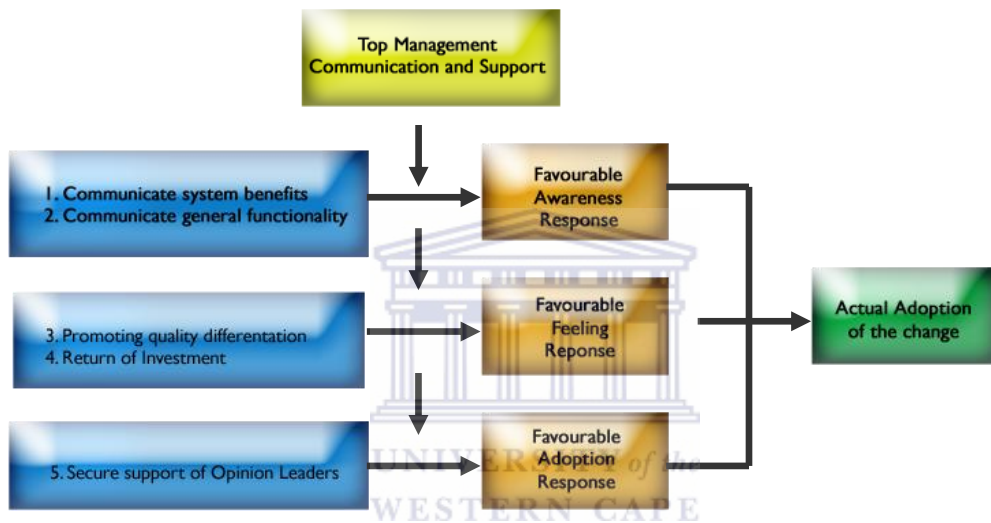 Top Management
Communication and Support
1. Communicate system benefits
2. Communicate general functionality
Favourable
Awareness
Response
3. Promoting quality differentation
4. Return of Investment
Favourable
Feeling
Reponse
Actual Adoption
of the change
5. Secure support of Opinion Leaders
Favourable
Adoption
Response
UNIVERSITY of the
WESTERN CAPE